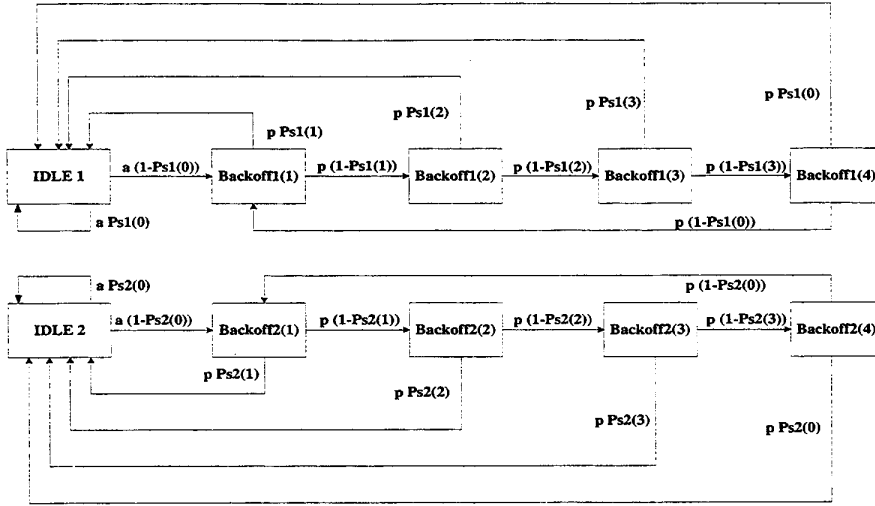 p Ps1(0)
p Ps1(3)
p Ps1(2)
p Ps1(1)
IDLE 1
a (1-Ps1(0))
Backoff1(1)
p (1-Ps1(1))
Backoff1(2)
p (1-Ps1(2))
Backoff1(3)
p (1-Ps1(3))
Backoff1(4)
a Ps1(0)
p (1-Ps1(0))
a Ps2(0)
p (1-Ps2(0))
IDLE 2
a (1-Ps2(0))
Backoff2(1)
p (1-Ps2(1))
Backoff2(2)
p (1-Ps2(2))
Backoff2(3)
p (1-Ps2(3))
Backoff2(4)
p Ps2(1)
p Ps2(2)
p Ps2(3)
p Ps2(0)